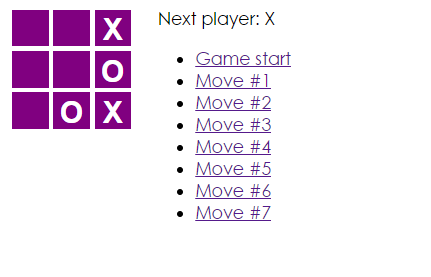 X
Next player: X
O
O X
Game start
Move #1
Move #2
Move #3
Move #4
Move #5
Move #6
Move #7